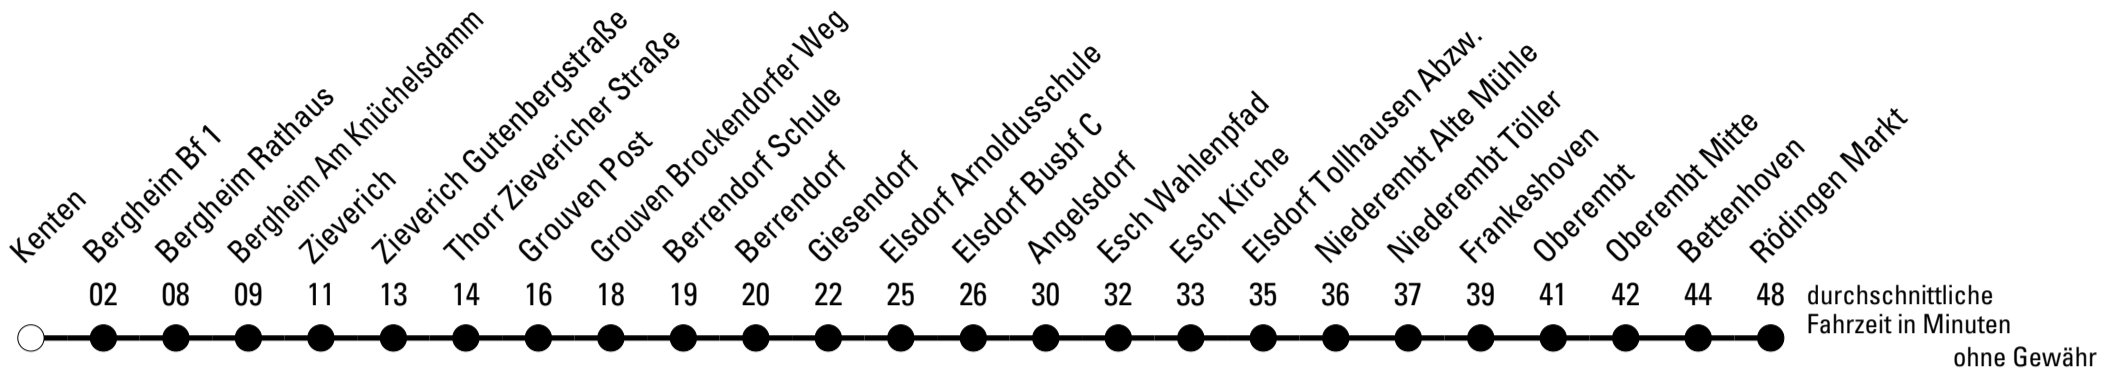 Kenten
Bergheim Bf 1
Bergheim Rathaus
Bergheim Am Knüchelsdamm
Zieverich
Zieverich Gutenbergstraße
Thorr Zievericher Straße
Grouven Post
Grouven Brockendorfer Weg
Berrendorf Schule
Berrendorf
Giesendorf
Elsdorf Arnoldusschule
Elsdorf Busbf C
Angelsdorf
Esch Wahlenpfad
Esch Kirche
Elsdorf Tollhausen Abzw.
Niederembt Alte Mühle
Niederembt Töller
Frankeshoven
Oberembt
Oberembt Mitte
Bettenhoven
Rödingen Markt
02 08 09 11 13 14 16 18 19 20 22 25 26 30 32 33 35 36 37 39 41 42 44 48 durchschnittliche
Fahrzeit in Minuten
ohne Gewähr